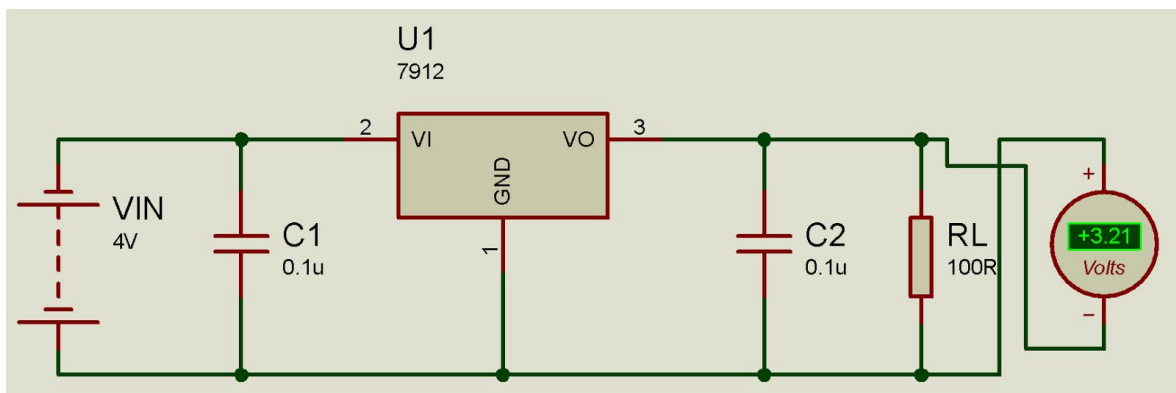 U1
7912
2
VI
VO
3
GND
1
VIN
4V
C1
0.1u
C2
0.1u
RL
100R
+
+3.21
Volts
−